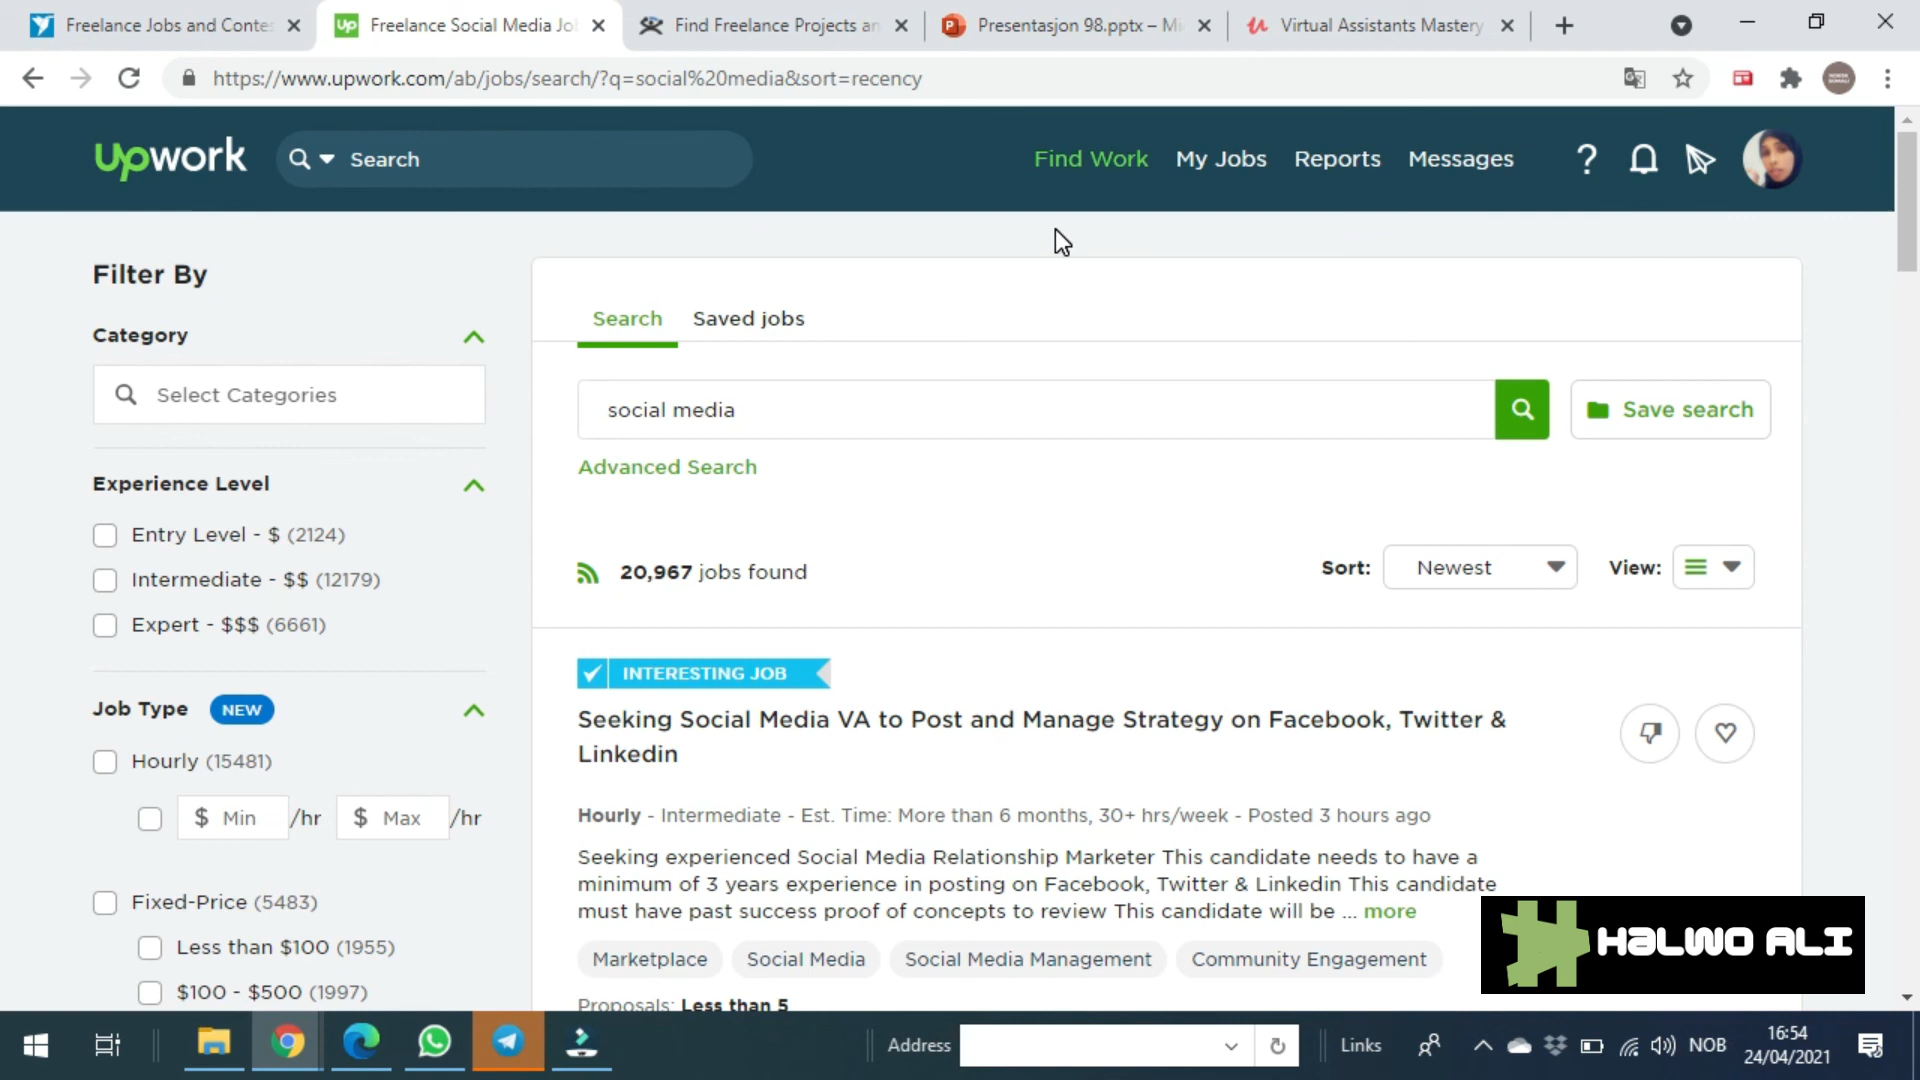 Freelance Jobs and Contes
Freelance Social Media Jo
Find Freelance Projects an
Presentasjon 98.pptx – Mi
Virtual Assistants Mastery
https://www.upwork.com/ab/jobs/search/?q=social%20media&sort=recency
upwork
Search
Find Work
My Jobs
Reports
Messages
?
Filter By
Category
Select Categories
Experience Level
Entry Level - $ (2124)
Intermediate - $$ (12179)
Expert - $$$ (6661)
Job Type NEW
Hourly (15481)
$ Min /hr $ Max /hr
Fixed-Price (5483)
Less than $100 (1955)
$100 - $500 (1997)
Search
Saved jobs
social media
Save search
Advanced Search
20,967 jobs found
Sort: Newest
View:
INTERESTING JOB
Seeking Social Media VA to Post and Manage Strategy on Facebook, Twitter &
Linkedin
Hourly - Intermediate - Est. Time: More than 6 months, 30+ hrs/week - Posted 3 hours ago
Seeking experienced Social Media Relationship Marketer This candidate needs to have a
minimum of 3 years experience in posting on Facebook, Twitter & Linkedin This candidate
must have past success proof of concepts to review This candidate will be ... more
Marketplace
Social Media
Social Media Management
Community Engagement
Proposals: Less than 5
HALWO ALI
Address
Links
NOB
16:54
24/04/2021